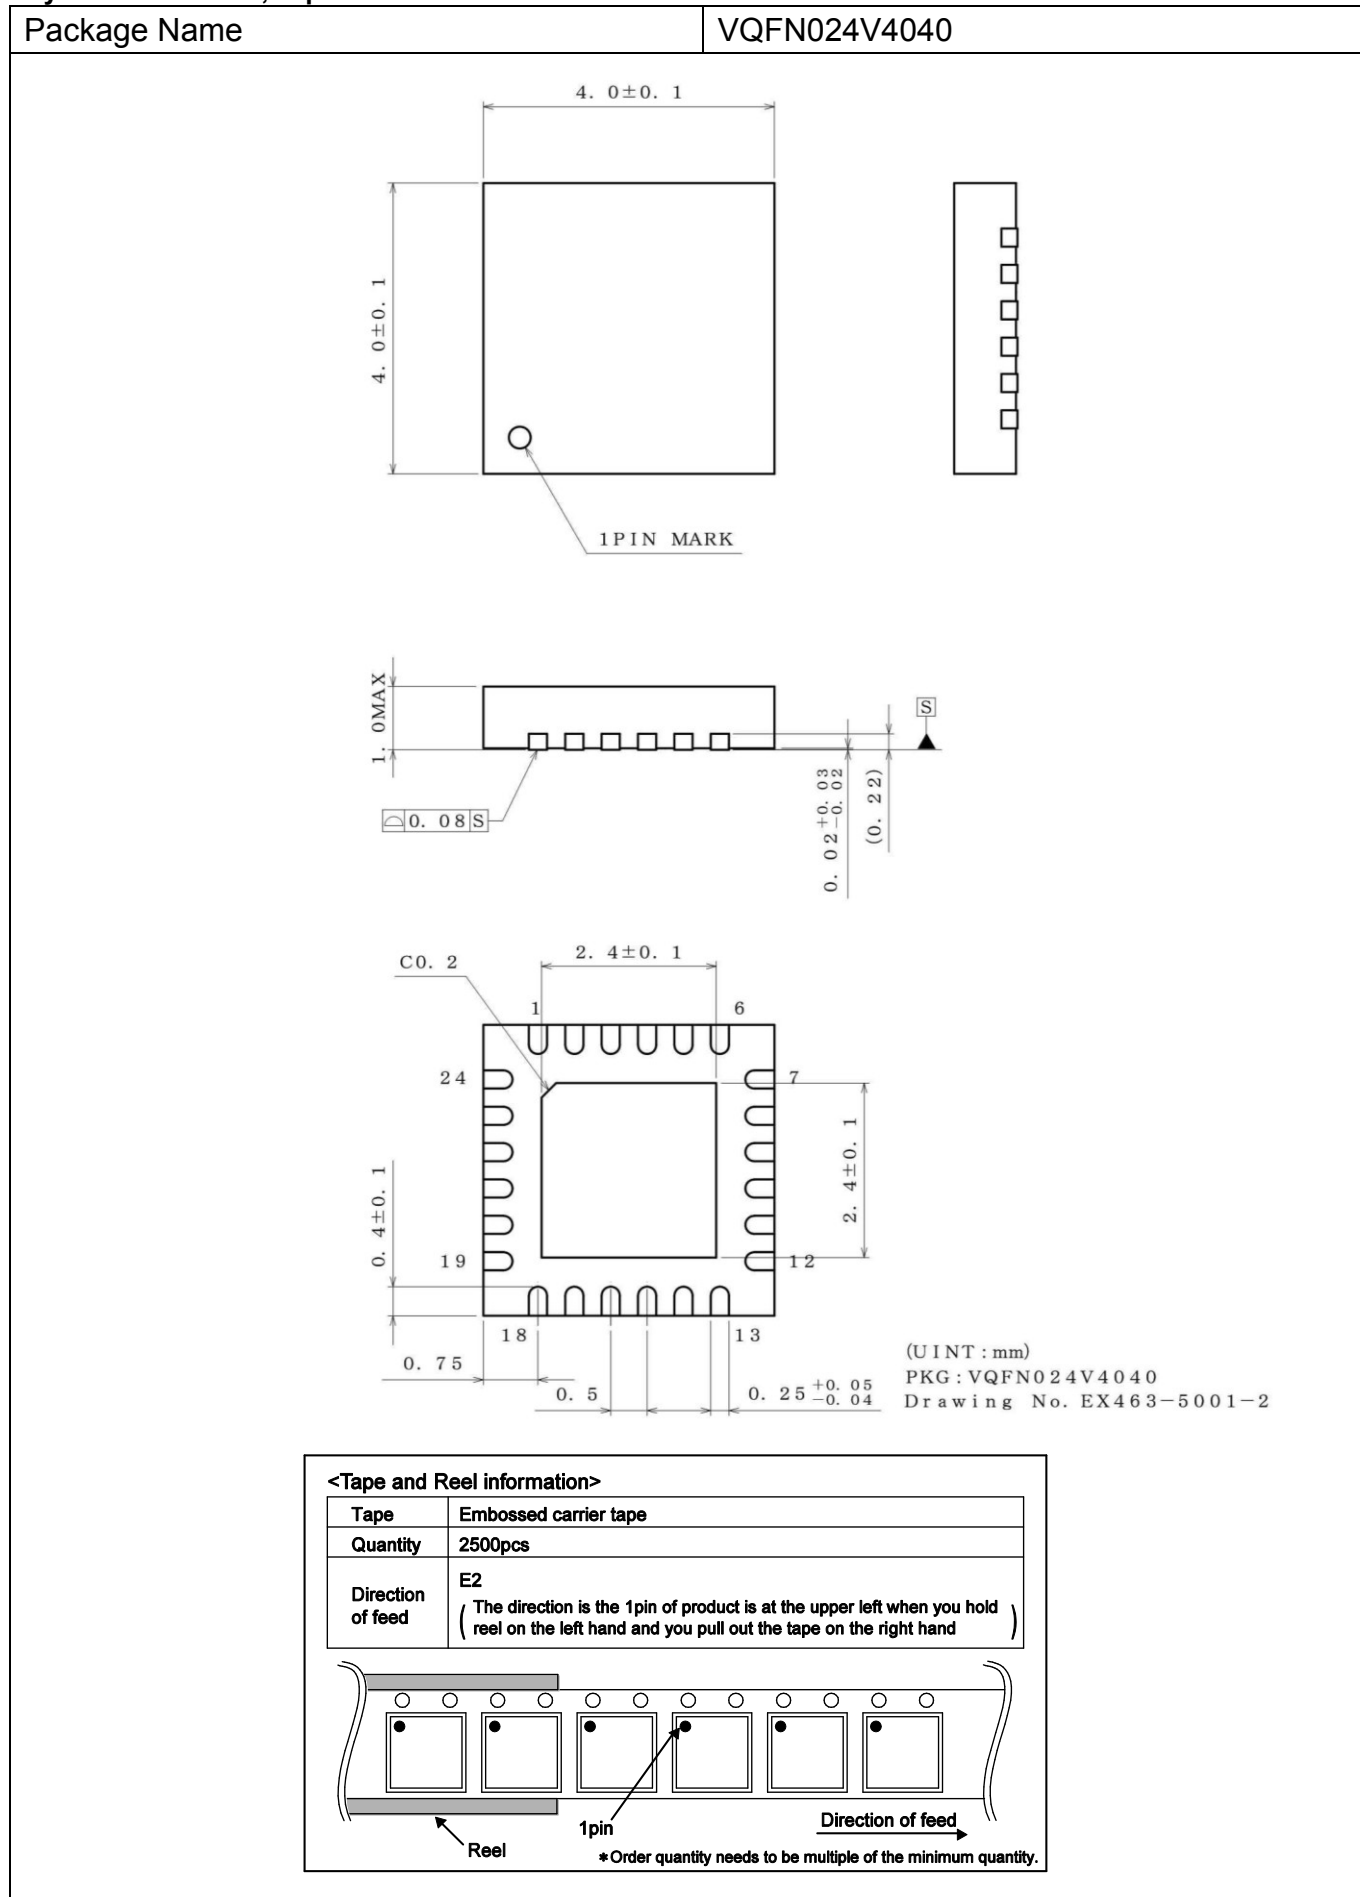 Package Name
VQFN024V4040
4. 0±0. 1
4. 0±0. 1
1PIN MARK
1. 0MAX
S
0. 08 S
0. 02 +0. 03 −0. 02
(0. 22)
C0. 2
2. 4±0. 1
1
6
24
7
2. 4±0. 1
0. 4±0. 1
19
12
18
13
0. 75
0. 5
0. 25 +0. 05 −0. 04
(UINT:mm)
PKG:VQFN024V4040
Drawing No. EX463−5001−2
<Tape and Reel information>
Tape
Embossed carrier tape
Quantity
2500pcs
Direction
of feed
E2
( The direction is the 1pin of product is at the upper left when you hold
reel on the left hand and you pull out the tape on the right hand )
Direction of feed
1pin
Reel
*Order quantity needs to be multiple of the minimum quantity.